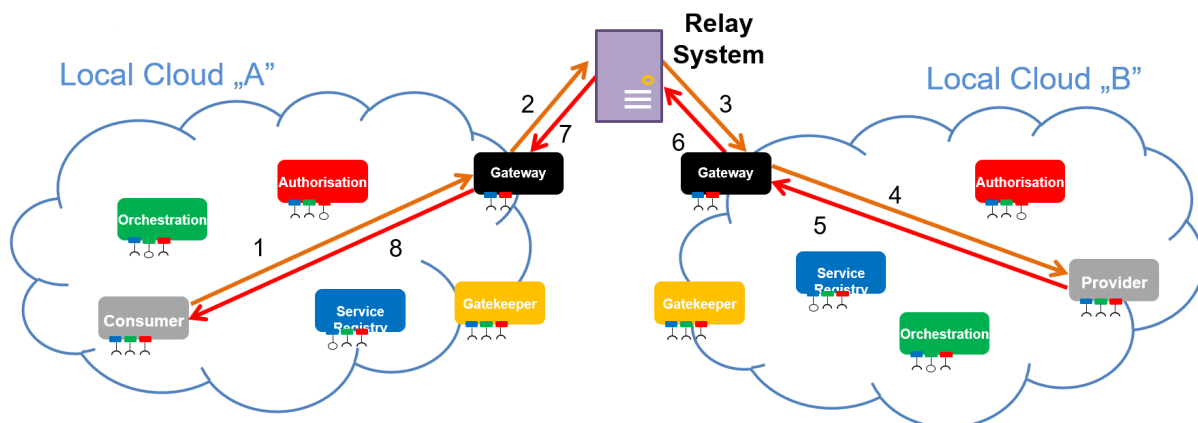 Relay
System
Local Cloud „A”
Local Cloud „B”
2
3
7
6
Gateway
Gateway
Authorisation
Authorisation
Orchestration
4
5
1
8
Service
Registry
Gatekeeper
Consumer
Service
Registry
Gatekeeper
Provider
Orchestration